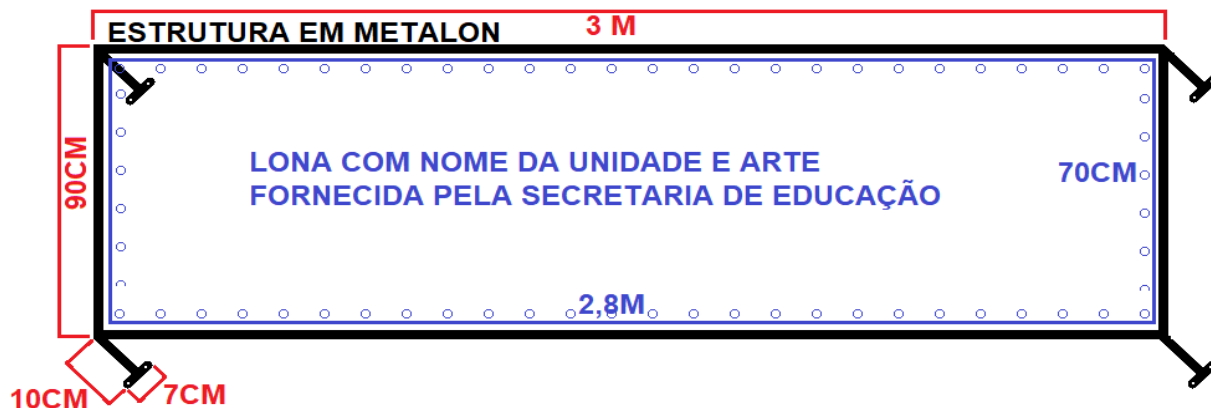 3 M
ESTRUTURA EM METALON
90CM
LONA COM NOME DA UNIDADE E ARTE
FORNECIDA PELA SECRETARIA DE EDUCAÇÃO
70CM
2,8M
10CM
7CM